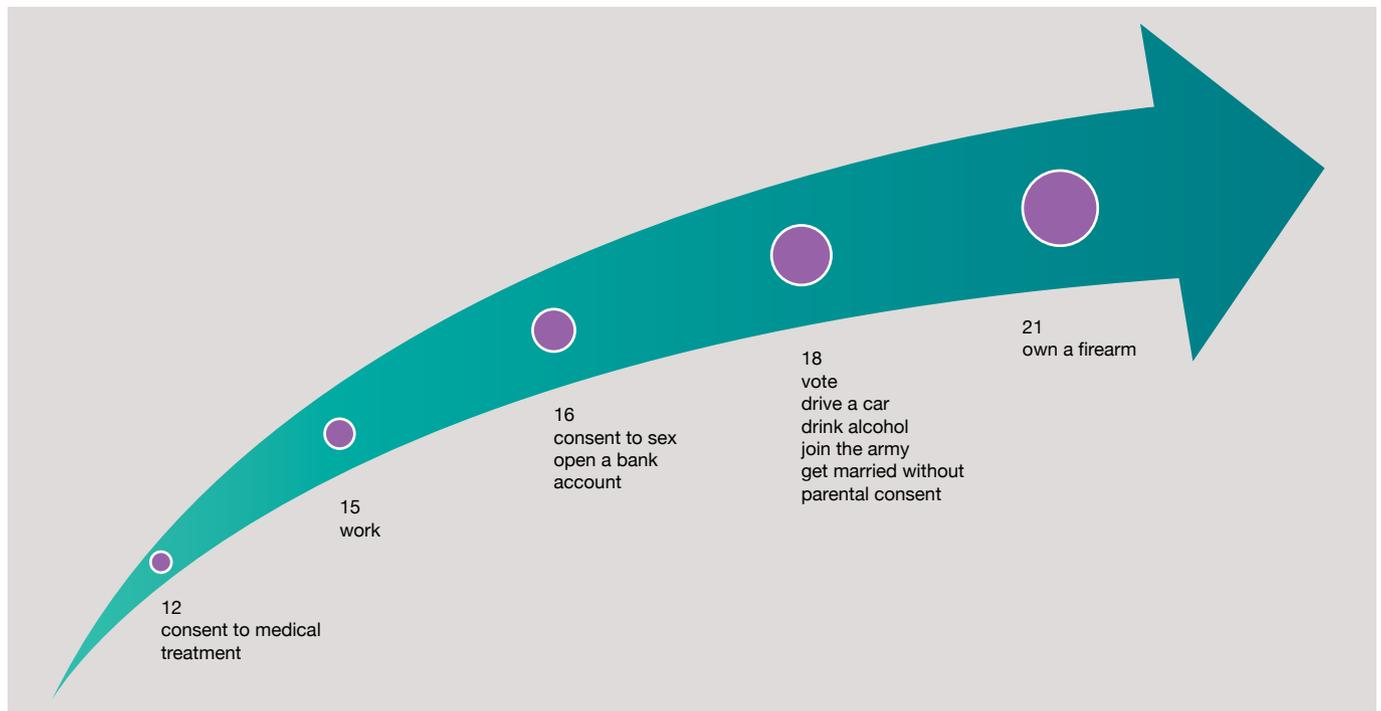 12
consent to medical
treatment
15
work
16
consent to sex
open a bank
account
18
vote
drive a car
drink alcohol
join the army
get married without
parental consent
21
own a firearm